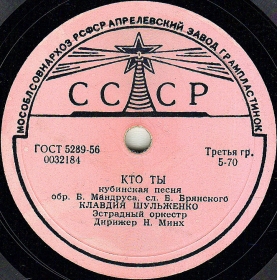 МОСОБЛСОВНАРХОЗ РСФСР АПРЕЛЕВСКИЙ ЗАВОД ГРАМПЛАСТИНОК
СССР
ГОСТ 5289-56
0032184
Третья гр.
5-70
КТО ТЫ
кубинская песня
обр. Б. Мандруса, сл. Б. Брянского
КЛАВДИЯ ШУЛЬЖЕНКО
Эстрадный оркестр
Дирижер Н. Минх